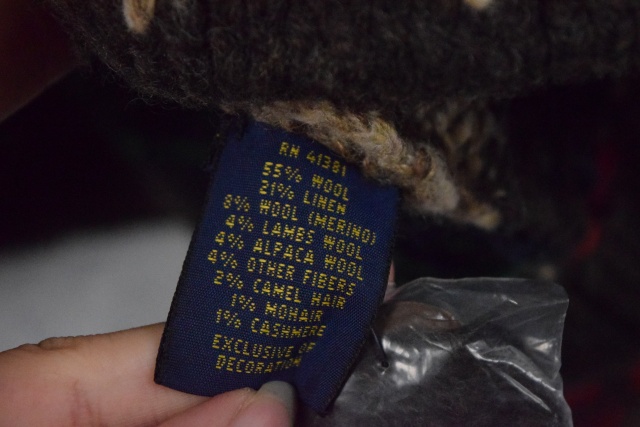 RN 41381
55% WOOL
21% LINEN
8% WOOL (MERINO)
4% LAMBS WOOL
4% ALPACA WOOL
4% OTHER FIBERS
2% CAMEL HAIR
1% MOHAIR
1% CASHMERE
EXCLUSIVE OF
DECORATION